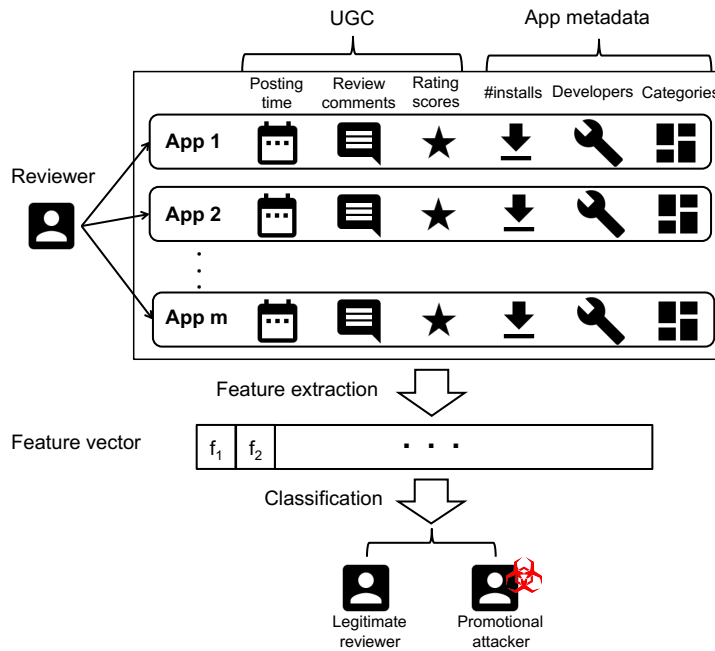 UGC
App metadata
Posting time
Review comments
Rating scores
#installs
Developers
Categories
Reviewer
App 1
App 2
App m
Feature extraction
Feature vector
f1
f2
. . .
Classification
Legitimate reviewer
Promotional attacker